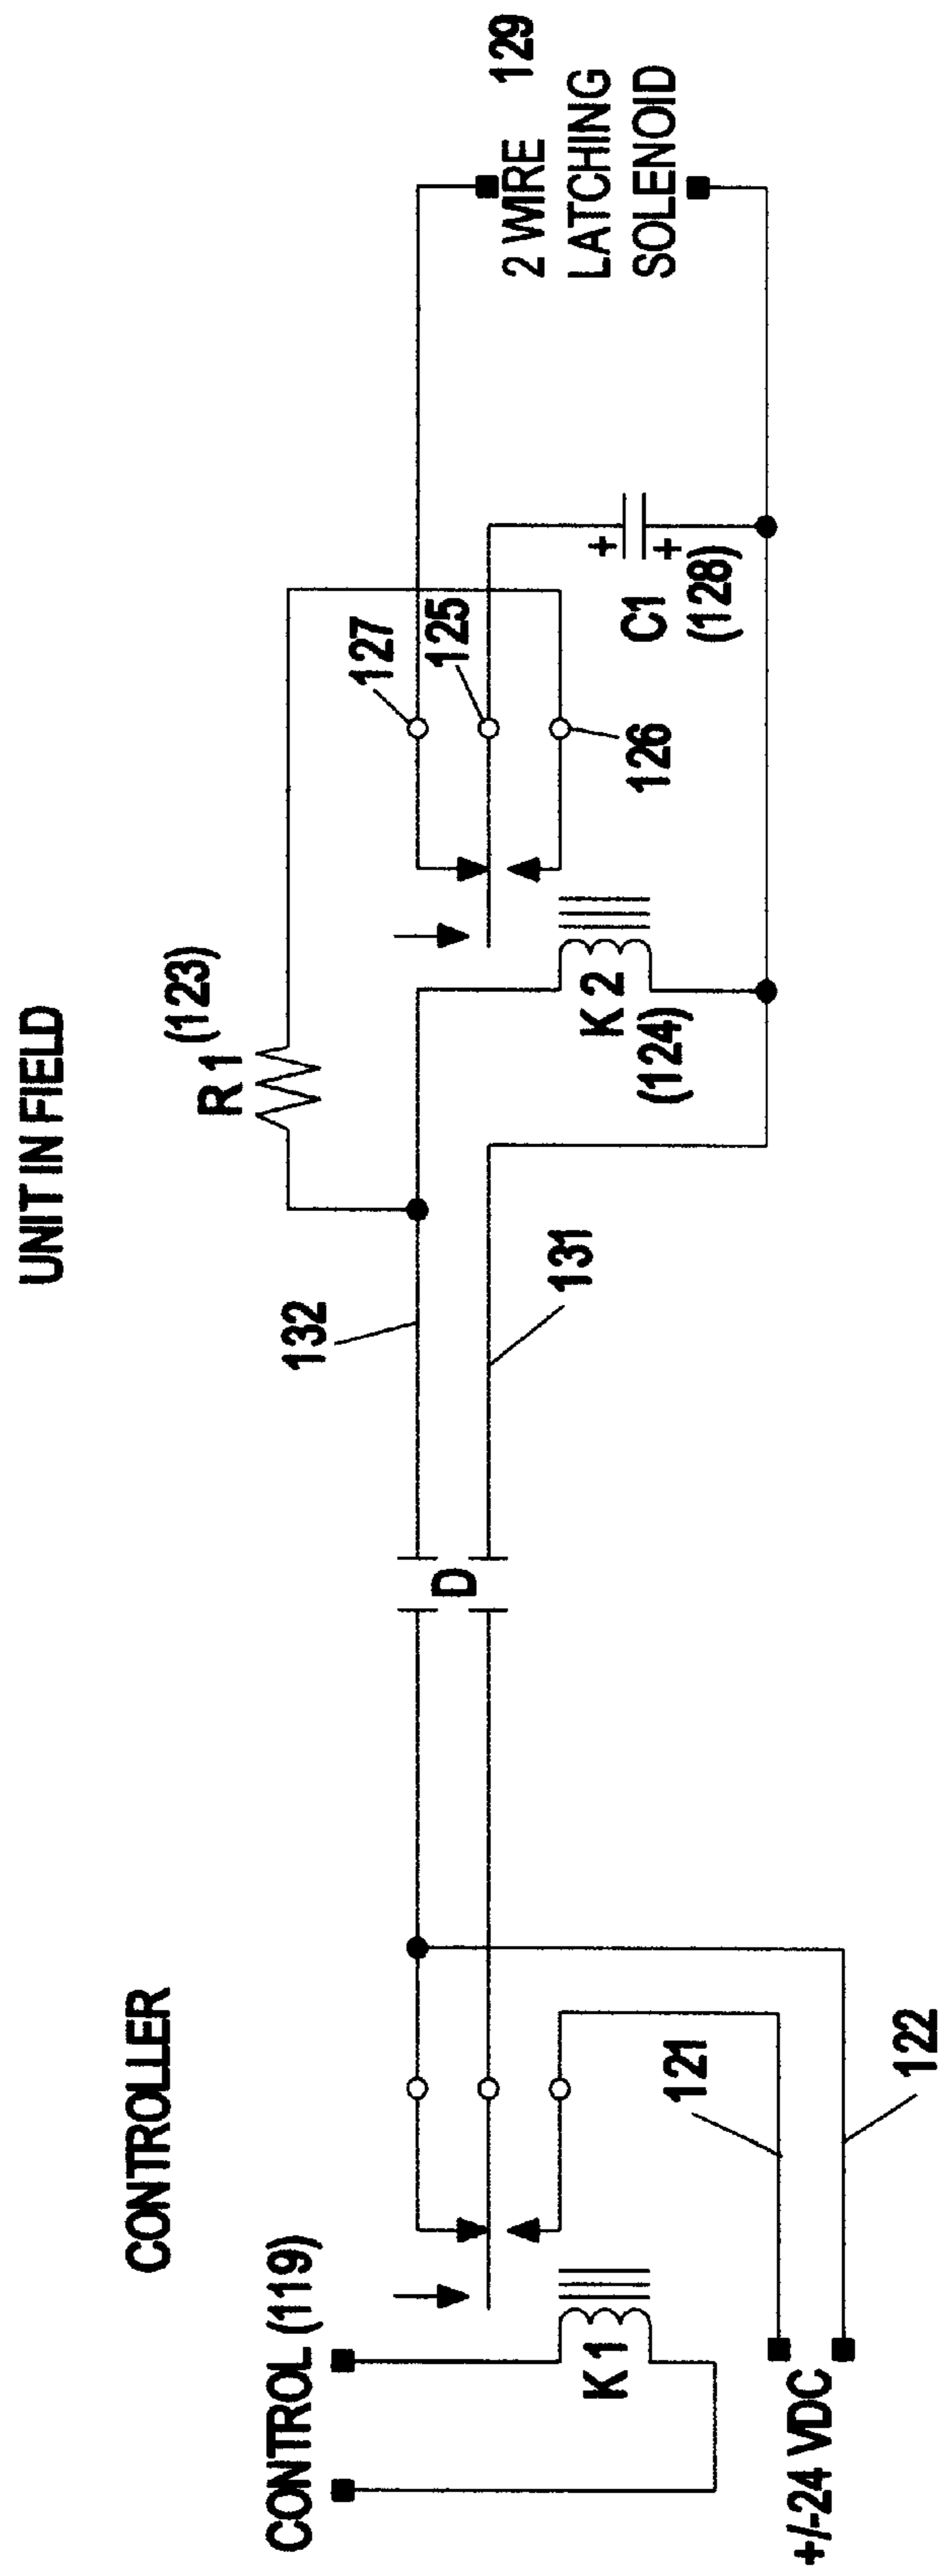 UNIT IN FIELD
CONTROLLER
CONTROL (119)
K 1
+/-24 VDC
121
122
D
132
131
R 1
(123)
K 2
(124)
127
125
126
+
+
C1
(128)
2 WIRE 129
LATCHING
SOLENOID